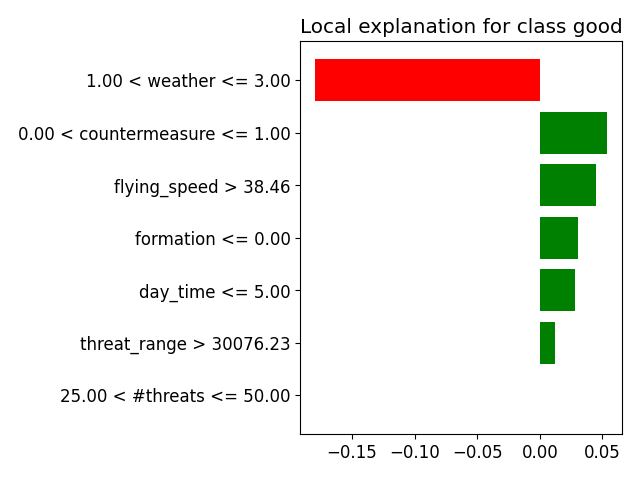 Local explanation for class good
1.00 < weather <= 3.00
0.00 < countermeasure <= 1.00
flying_speed > 38.46
formation <= 0.00
day_time <= 5.00
threat_range > 30076.23
25.00 < #threats <= 50.00
−0.15 −0.10 −0.05 0.00 0.05